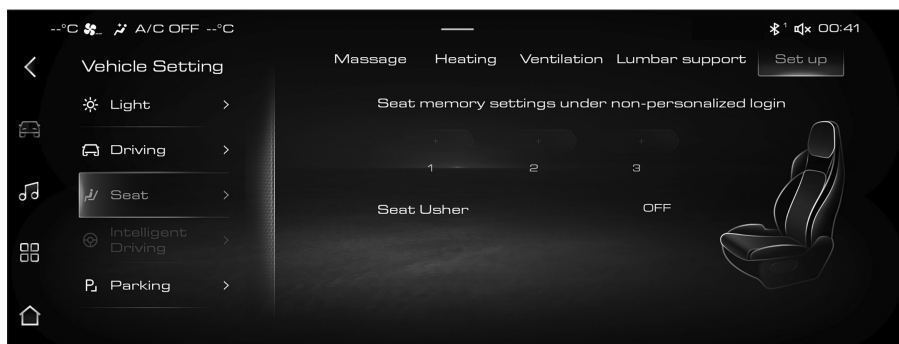 --°C A/C OFF --°C
1 00:41
Vehicle Setting
Massage Heating Ventilation Lumbar support Set up
Light
Driving
Seat
Intelligent
Driving
Parking
Seat memory settings under non-personalized login
+ + +
1 2 3
Seat Usher OFF